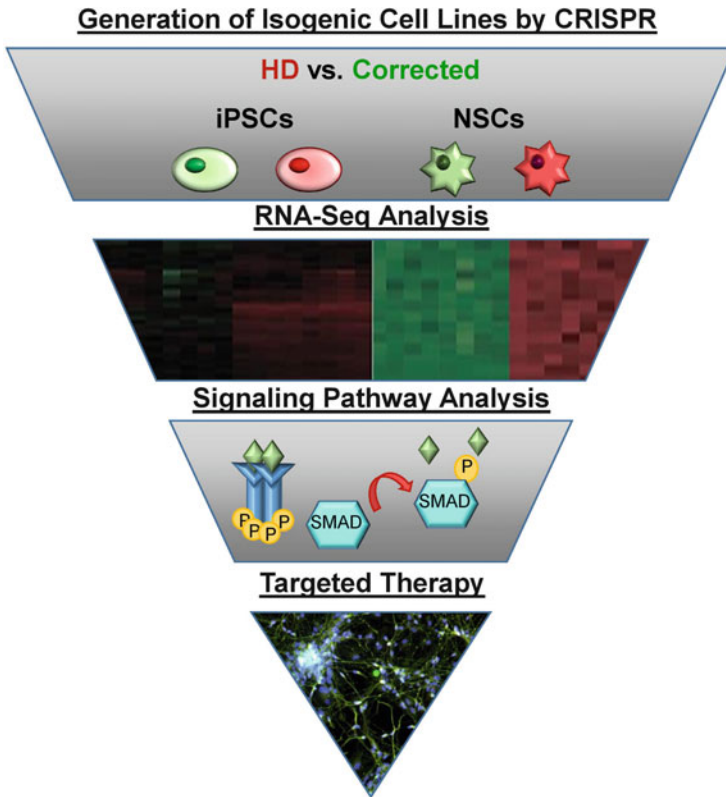 Generation of Isogenic Cell Lines by CRISPR
HD vs. Corrected
iPSCs NSCs
RNA-Seq Analysis
Signaling Pathway Analysis
P
SMAD
P P P P
SMAD
Targeted Therapy